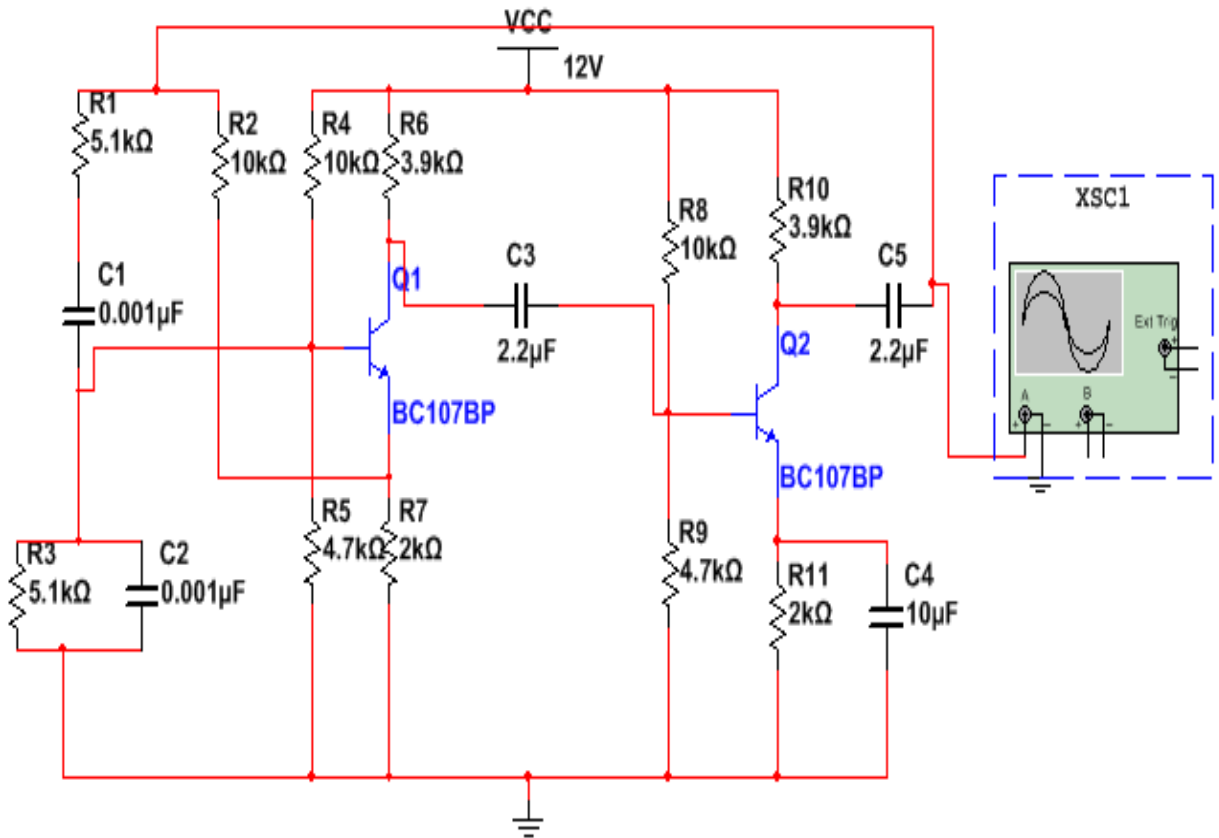 VCC
12V
R1
5.1kΩ
R2
10kΩ
R4
10kΩ
R6
3.9kΩ
R8
10kΩ
R10
3.9kΩ
XSC1
C1
0.001µF
Q1
C3
2.2µF
C5
2.2µF
Q2
Ext Trig
+
-
A
B
+
-
+
-
BC107BP
BC107BP
R3
5.1kΩ
C2
0.001µF
R5
4.7kΩ
R7
2kΩ
R9
4.7kΩ
R11
2kΩ
C4
10µF